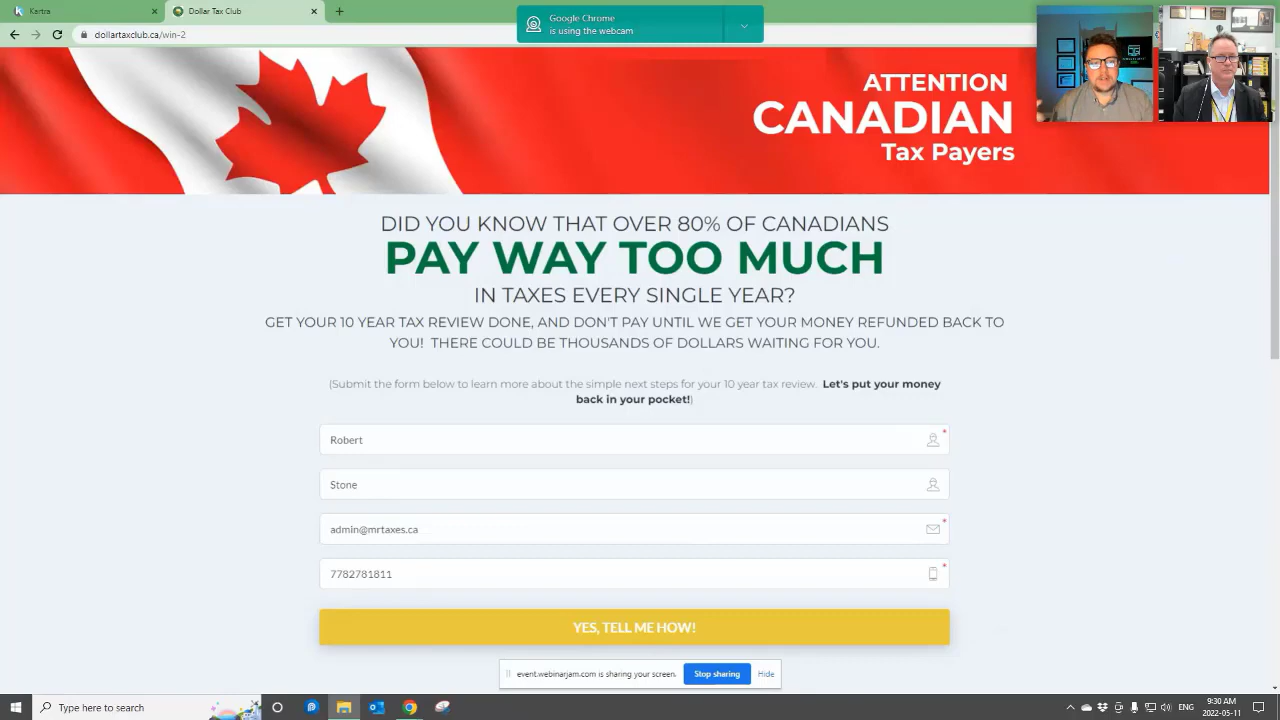 Kartra
Dollar Tax Club
Google Chrome
is using the webcam
dollartaxclub.ca/win-2
ATTENTION
CANADIAN
Tax Payers
DID YOU KNOW THAT OVER 80% OF CANADIANS
PAY WAY TOO MUCH
IN TAXES EVERY SINGLE YEAR?
GET YOUR 10 YEAR TAX REVIEW DONE, AND DON'T PAY UNTIL WE GET YOUR MONEY REFUNDED BACK TO
YOU! THERE COULD BE THOUSANDS OF DOLLARS WAITING FOR YOU.
(Submit the form below to learn more about the simple next steps for your 10 year tax review. Let's put your money
back in your pocket!)
Robert
Stone
admin@mrtaxes.ca
7782781811
YES, TELL ME HOW!
event.webinarjam.com is sharing your screen.
Stop sharing
Hide
Type here to search
ENG
9:30 AM
2022-05-11